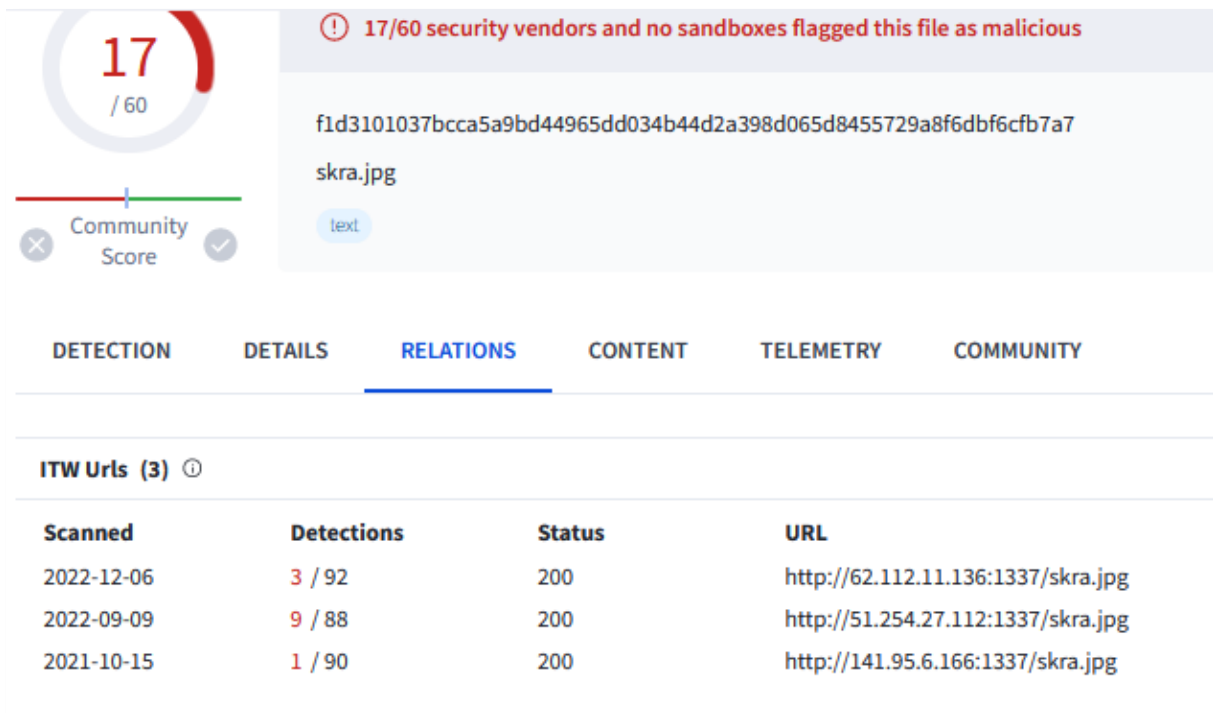 17
/ 60
Community
Score
17/60 security vendors and no sandboxes flagged this file as malicious
f1d3101037bcca5a9bd44965dd034b44d2a398d065d8455729a8f6dbf6cfb7a7
skra.jpg
text
DETECTION DETAILS RELATIONS CONTENT TELEMETRY COMMUNITY
ITW Urls (3)
Scanned Detections Status URL
2022-12-06 3 / 92 200 http://62.112.11.136:1337/skra.jpg
2022-09-09 9 / 88 200 http://51.254.27.112:1337/skra.jpg
2021-10-15 1 / 90 200 http://141.95.6.166:1337/skra.jpg